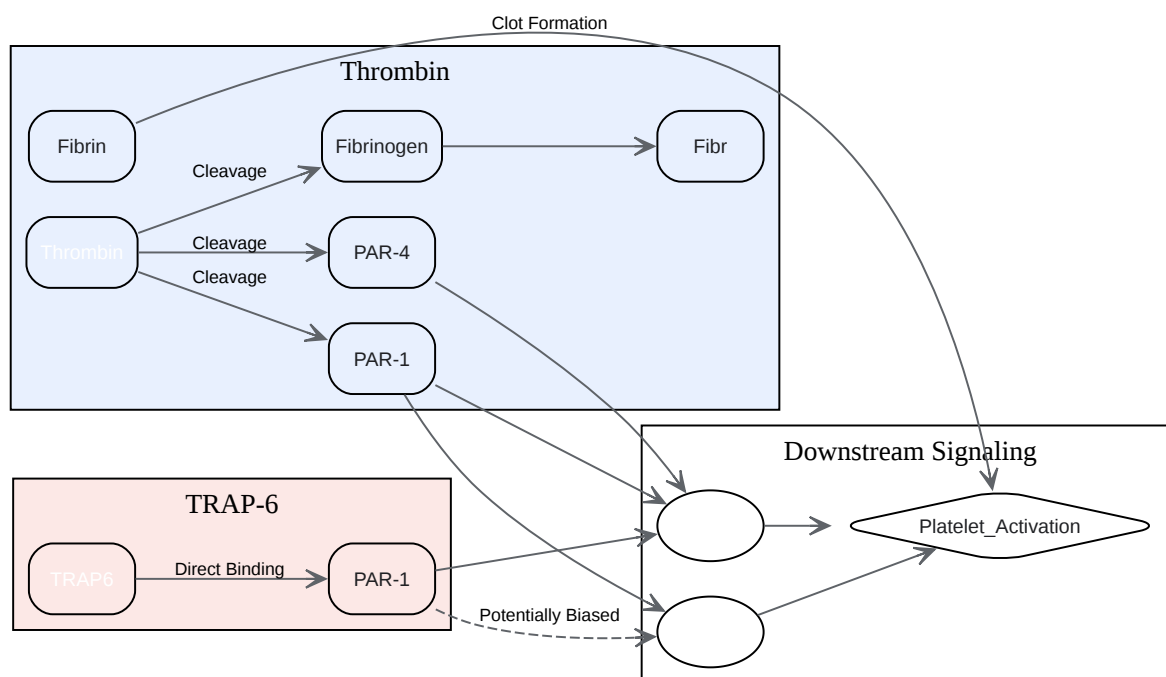 Clot Formation
Thrombin
Fibrin
Fibrinogen
Fibr
Cleavage
Thrombin
Cleavage
PAR-4
Cleavage
PAR-1
Downstream Signaling
TRAP-6
Platelet_Activation
TRAP6
Direct Binding
PAR-1
Potentially Biased